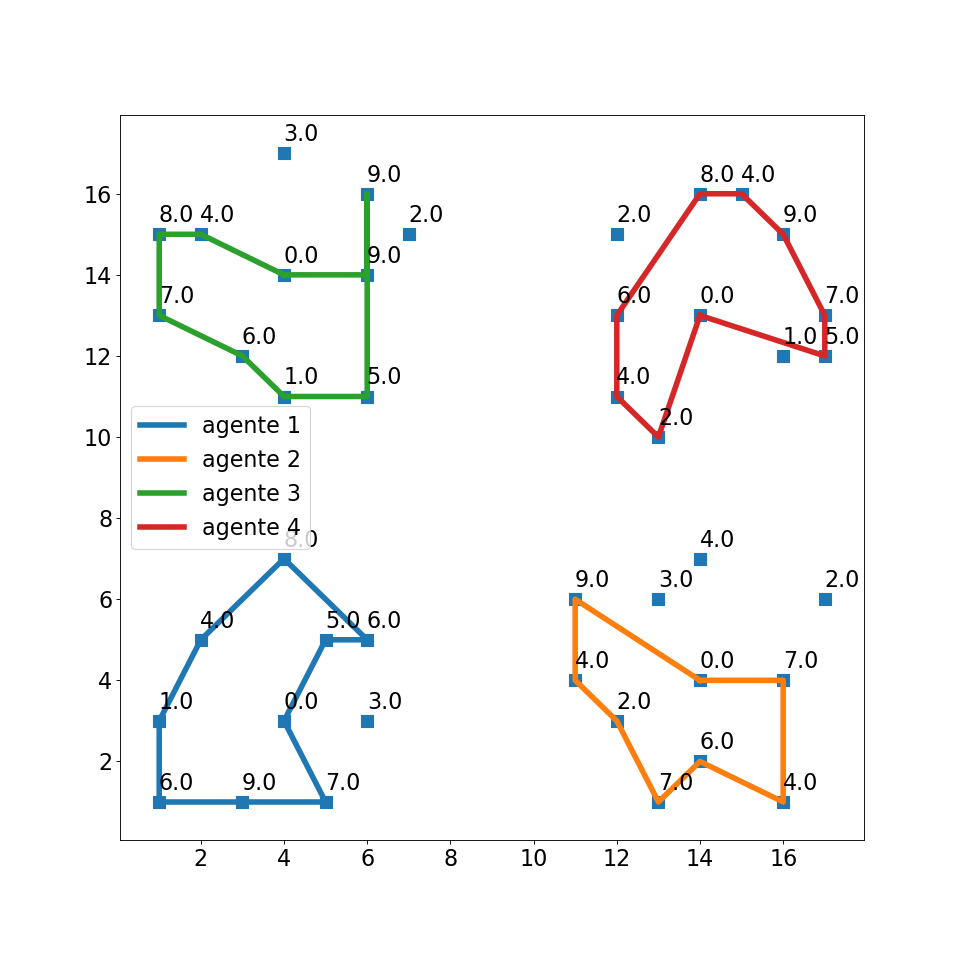 3.0
9.0
8.0 4.0
8.0 4.0 2.0 2.0 9.0
16
0.0 9.0
14
7.0 6.0 0.0 7.0
6.0 1.0 5.0
12
1.0 5.0 4.0
2.0
10
agente 1
agente 2
agente 3
agente 4
8
8.0 4.0
9.0 3.0 2.0
6
4.0 5.0 6.0
4.0 0.0 7.0
4
1.0 0.0 3.0 2.0
6.0
2
6.0 9.0 7.0 7.0 4.0
2 4 6 8 10 12 14 16